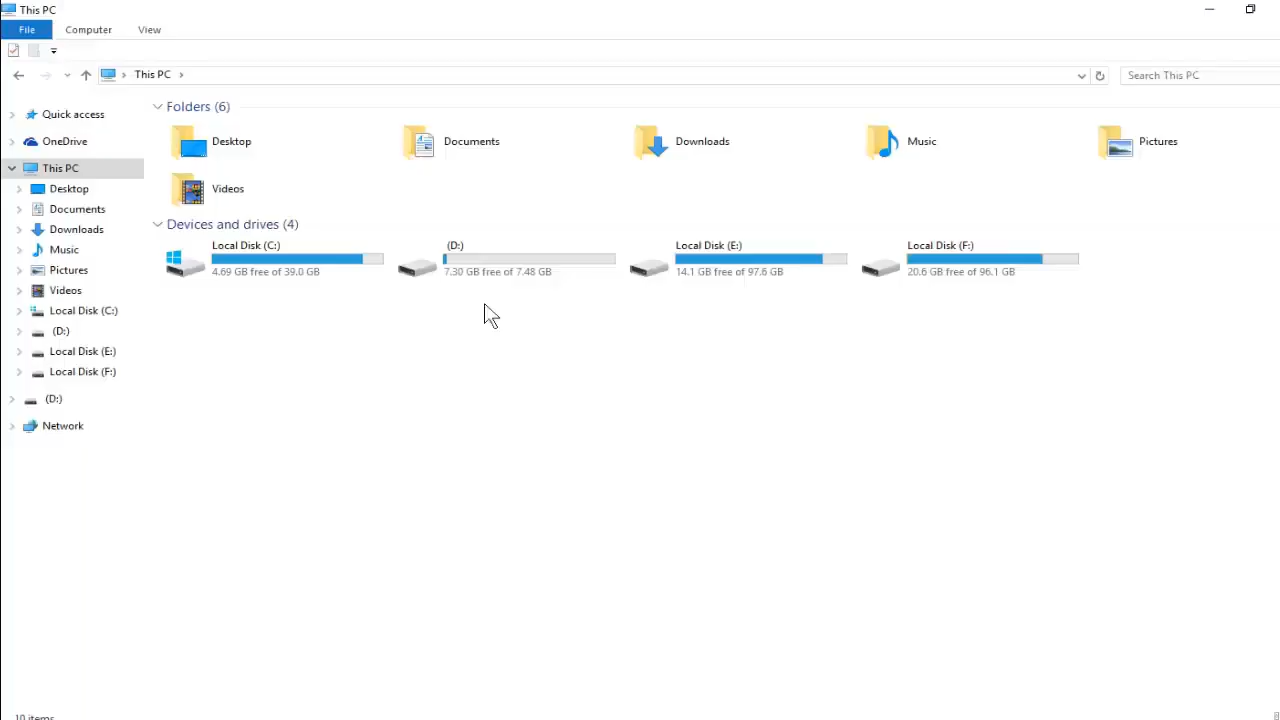 This PC
File Computer View
This PC
Search This PC
Quick access
OneDrive
This PC
Desktop
Documents
Downloads
Music
Pictures
Videos
Local Disk (C:)
(D:)
Local Disk (E:)
Local Disk (F:)
(D:)
Network
Folders (6)
Desktop Documents Downloads Music Pictures
Videos
Devices and drives (4)
Local Disk (C:) (D:) Local Disk (E:) Local Disk (F:)
4.69 GB free of 39.0 GB 7.30 GB free of 7.48 GB 14.1 GB free of 97.6 GB 20.6 GB free of 96.1 GB
10 items